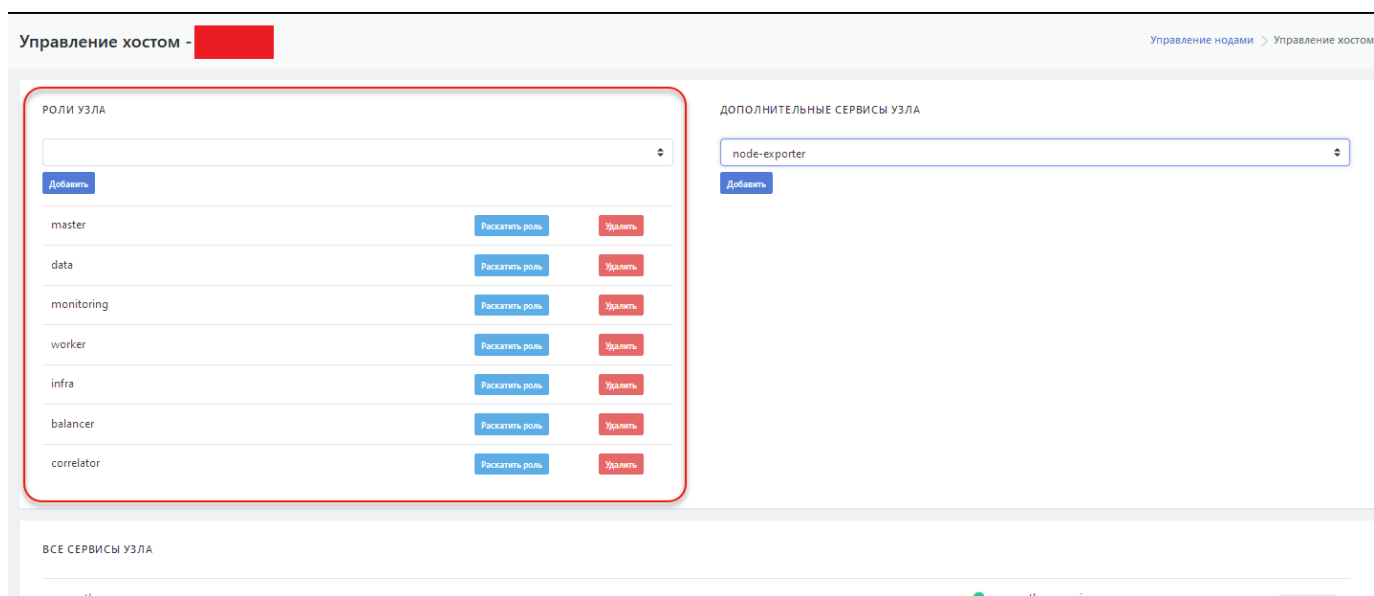 Управление хостом -
Управление нодами > Управление хостом
РОЛИ УЗЛА
Добавить
master Раскатить роль Удалить
data Раскатить роль Удалить
monitoring Раскатить роль Удалить
worker Раскатить роль Удалить
infra Раскатить роль Удалить
balancer Раскатить роль Удалить
correlator Раскатить роль Удалить
ДОПОЛНИТЕЛЬНЫЕ СЕРВИСЫ УЗЛА
node-exporter
Добавить
ВСЕ СЕРВИСЫ УЗЛА